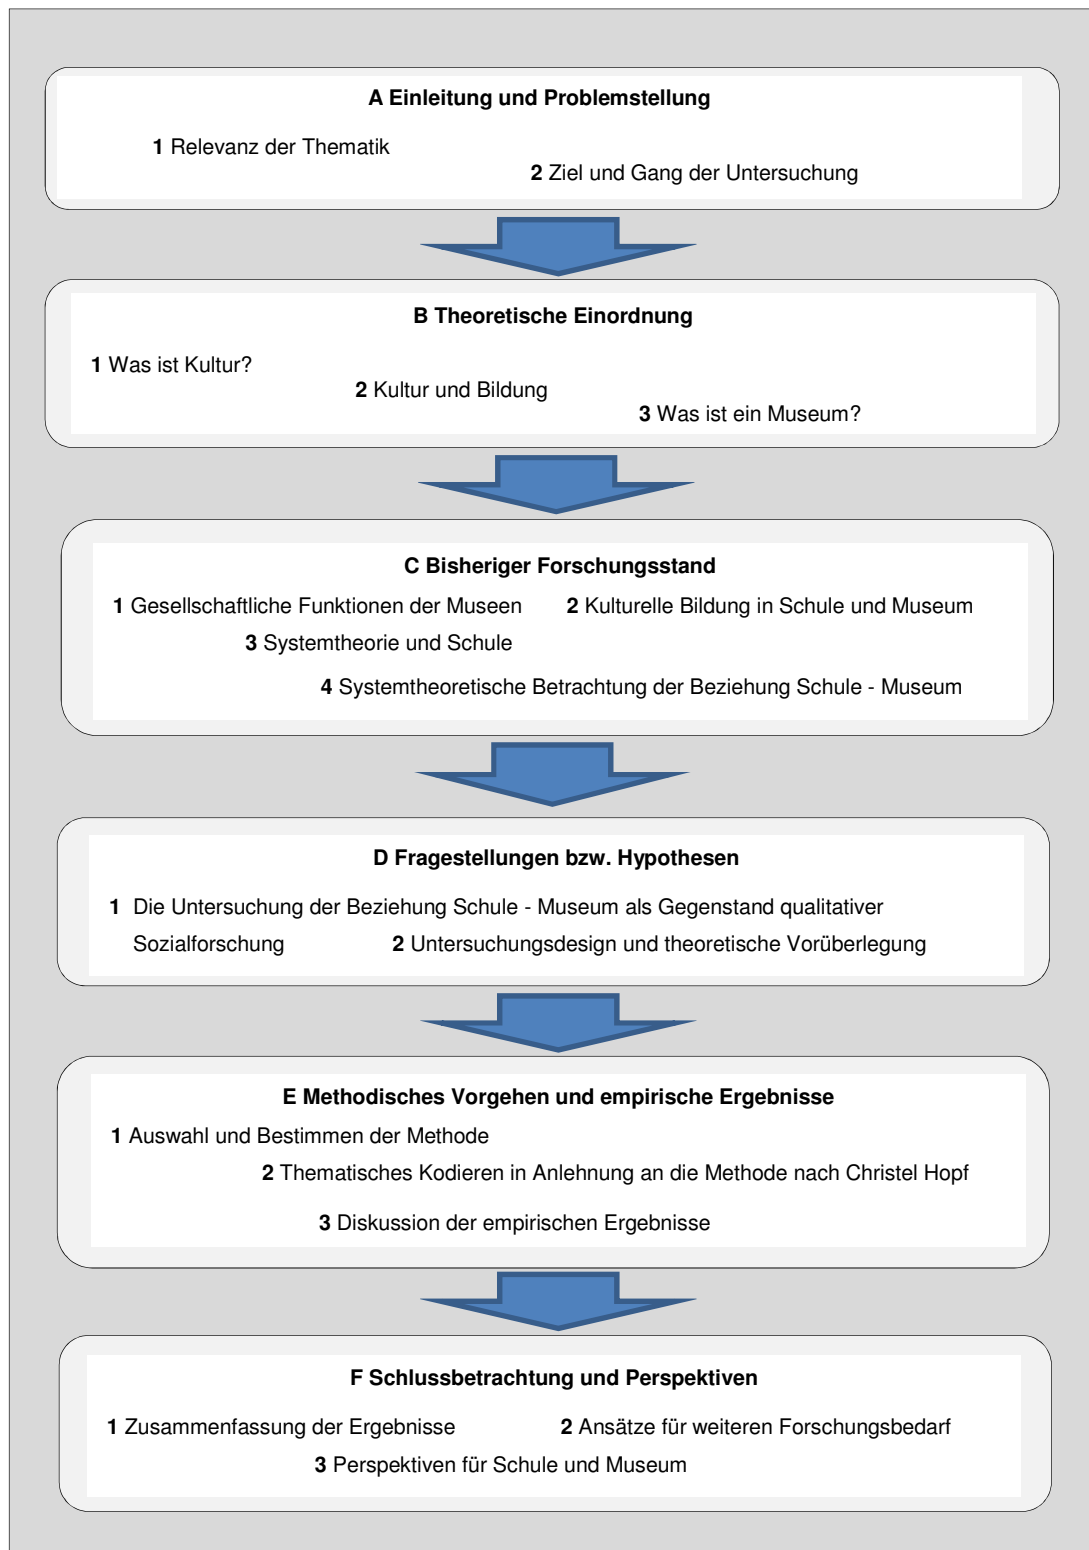 A Einleitung und Problemstellung
1 Relevanz der Thematik
2 Ziel und Gang der Untersuchung
B Theoretische Einordnung
1 Was ist Kultur?
2 Kultur und Bildung
3 Was ist ein Museum?
C Bisheriger Forschungsstand
1 Gesellschaftliche Funktionen der Museen 2 Kulturelle Bildung in Schule und Museum
3 Systemtheorie und Schule
4 Systemtheoretische Betrachtung der Beziehung Schule - Museum
D Fragestellungen bzw. Hypothesen
1 Die Untersuchung der Beziehung Schule - Museum als Gegenstand qualitativer
Sozialforschung 2 Untersuchungsdesign und theoretische Vorüberlegung
E Methodisches Vorgehen und empirische Ergebnisse
1 Auswahl und Bestimmen der Methode
2 Thematisches Kodieren in Anlehnung an die Methode nach Christel Hopf
3 Diskussion der empirischen Ergebnisse
F Schlussbetrachtung und Perspektiven
1 Zusammenfassung der Ergebnisse 2 Ansätze für weiteren Forschungsbedarf
3 Perspektiven für Schule und Museum